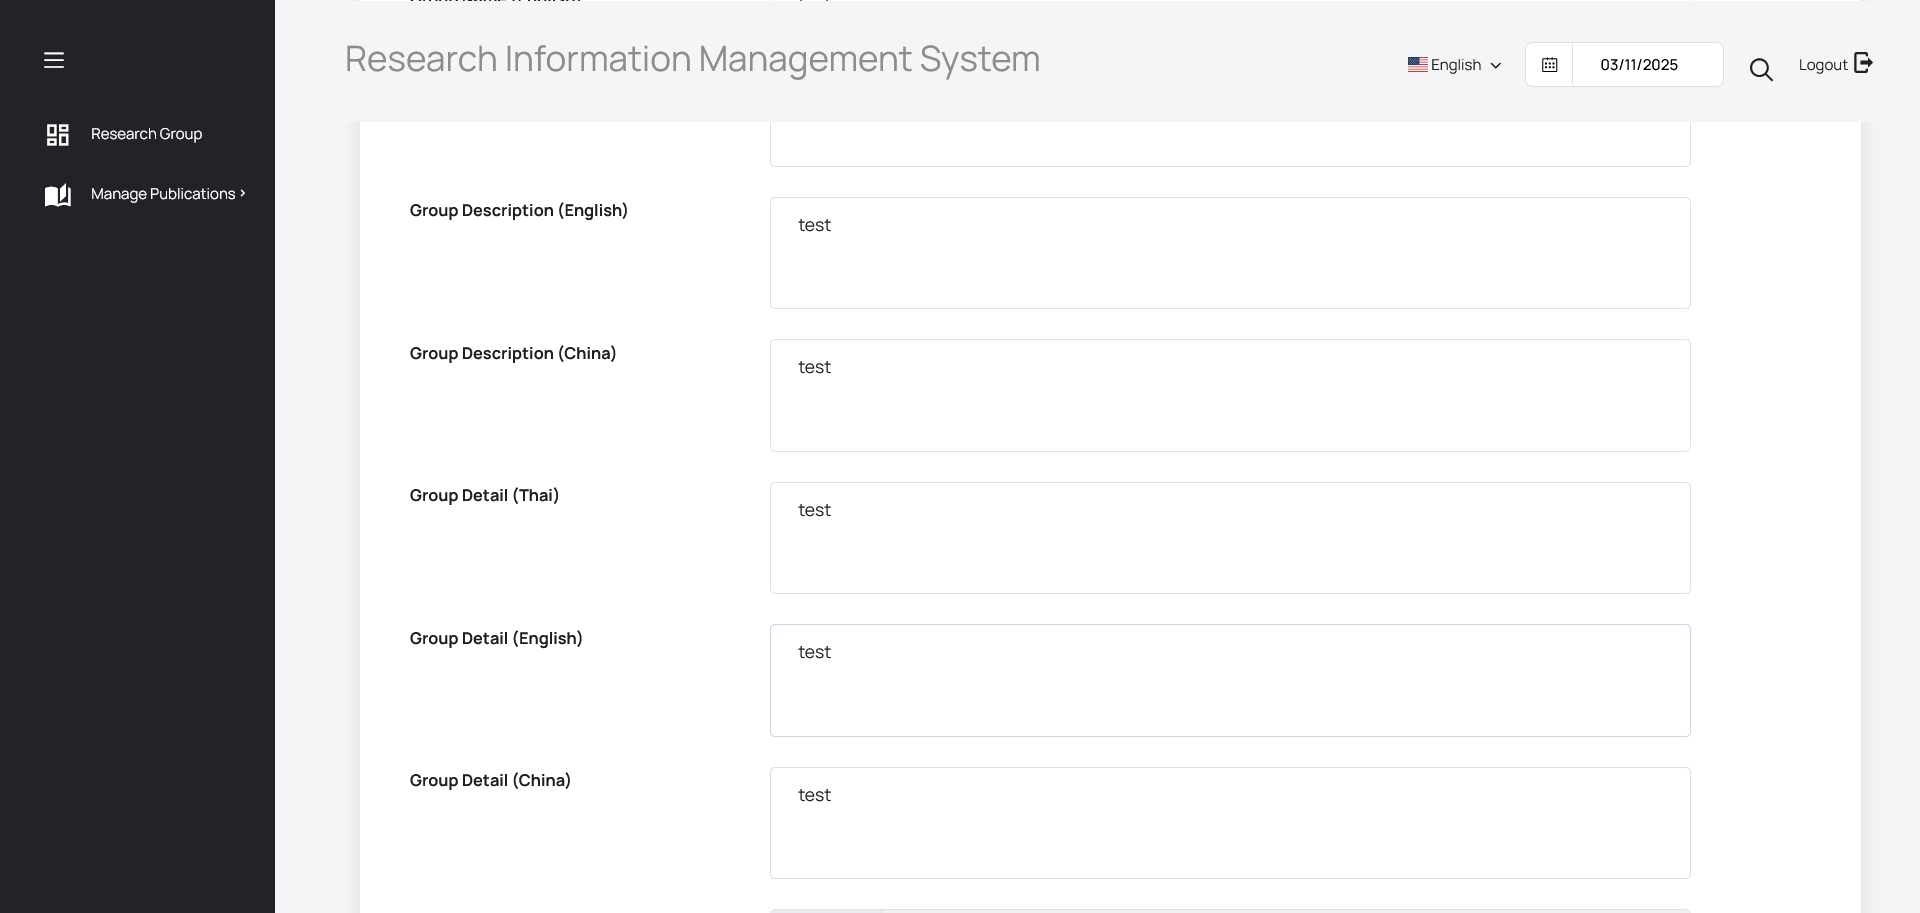 Research Information Management System
English
03/11/2025
Logout
Research Group
Manage Publications
Group Description (English)
test
Group Description (China)
test
Group Detail (Thai)
test
Group Detail (English)
test
Group Detail (China)
test